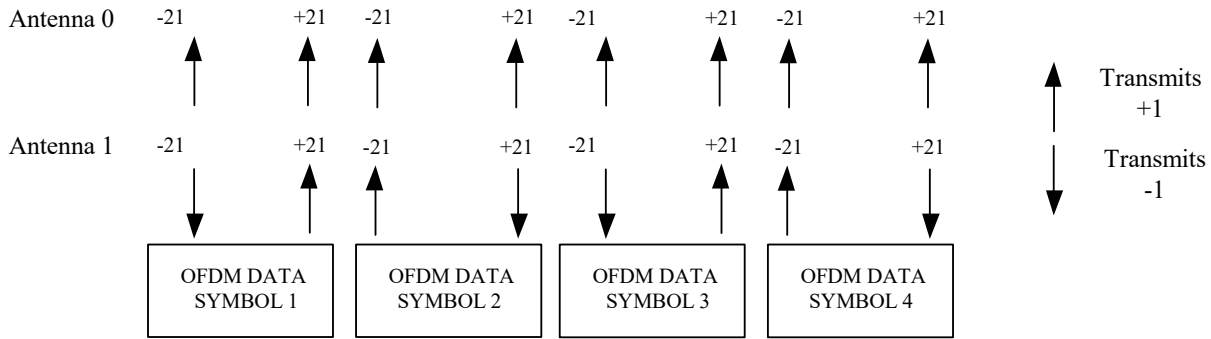 Antenna 0 -21 +21 -21 +21 -21 +21 -21 +21
Transmits
+1
Antenna 1 -21 +21 -21 +21 -21 +21 -21 +21
Transmits
-1
OFDM DATA
SYMBOL 1
OFDM DATA
SYMBOL 2
OFDM DATA
SYMBOL 3
OFDM DATA
SYMBOL 4